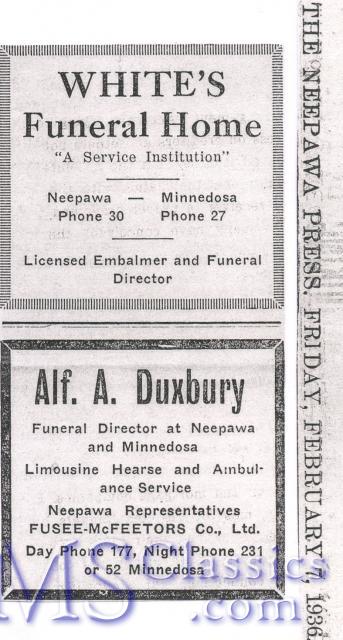 WHITE'S
Funeral Home
"A Service Institution"
Neepawa — Minnedosa
Phone 30 Phone 27
Licensed Embalmer and Funeral
Director
Alf. A. Duxbury
Funeral Director at Neepawa
and Minnedosa
Limousine Hearse and Ambul-
ance Service
Neepawa Representatives
FUSEE-McFEETORS Co., Ltd.
Day Phone 177, Night Phone 231
or 52 Minnedosa
THE NEEPAWA PRESS, FRIDAY, FEBRUARY 7, 1936
MS Classics
.com